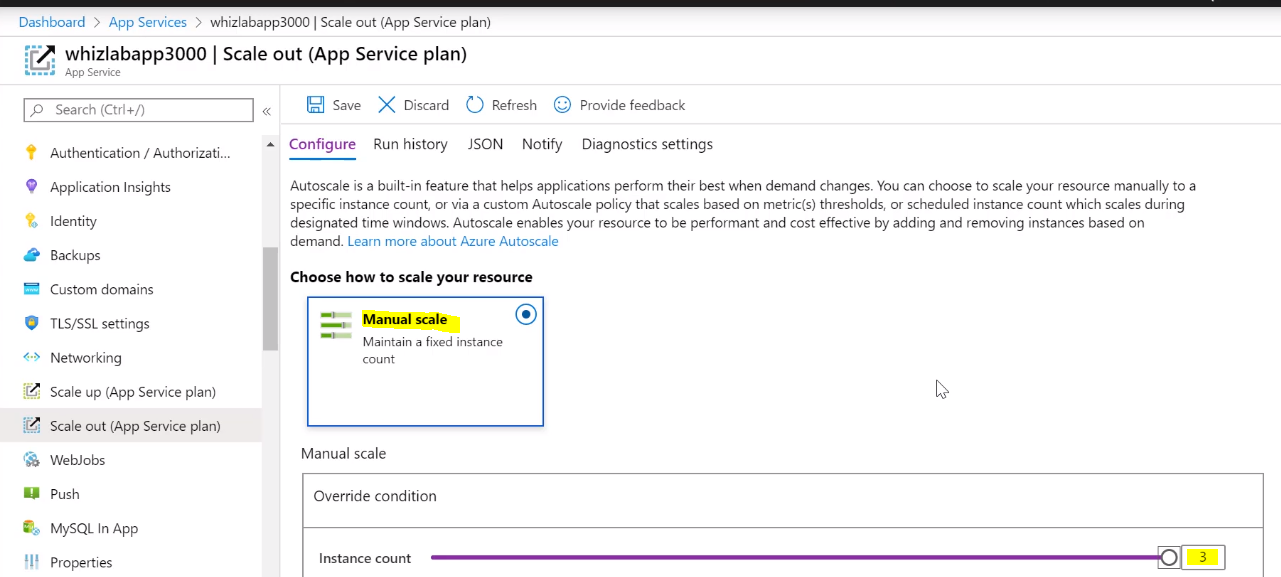 Dashboard > App Services > whizlabapp3000 | Scale out (App Service plan)
whizlabapp3000 | Scale out (App Service plan)
App Service
Search (Ctrl+/)
«
Authentication / Authorizati...
Application Insights
Identity
Backups
Custom domains
TLS/SSL settings
Networking
Scale up (App Service plan)
Scale out (App Service plan)
WebJobs
Push
MySQL In App
Properties
Save Discard Refresh Provide feedback
Configure Run history JSON Notify Diagnostics settings
Autoscale is a built-in feature that helps applications perform their best when demand changes. You can choose to scale your resource manually to a
specific instance count, or via a custom Autoscale policy that scales based on metric(s) thresholds, or scheduled instance count which scales during
designated time windows. Autoscale enables your resource to be performant and cost effective by adding and removing instances based on
demand. Learn more about Azure Autoscale
Choose how to scale your resource
Manual scale
Maintain a fixed instance
count
Manual scale
Override condition
Instance count 3